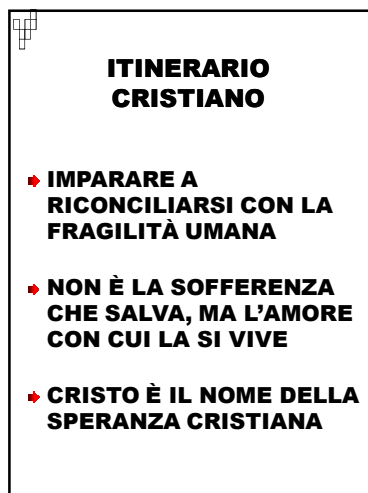 ITINERARIO
CRISTIANO
IMPARARE A
RICONCILIARSI CON LA
FRAGILITÀ UMANA
NON È LA SOFFERENZA
CHE SALVA, MA L’AMORE
CON CUI LA SI VIVE
CRISTO È IL NOME DELLA
SPERANZA CRISTIANA